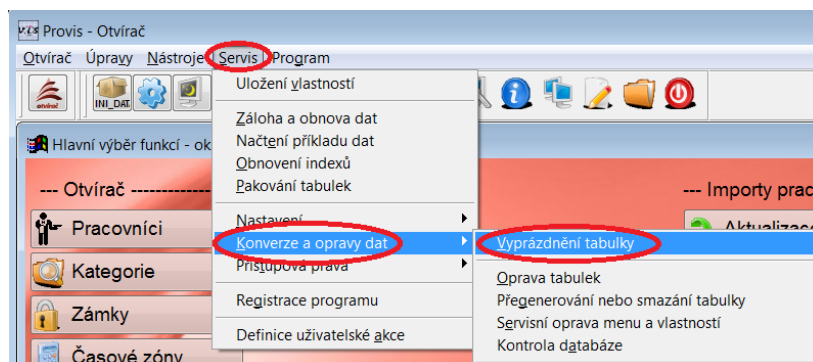 vis Provis - Otvírač
Otvírač Úpravy Nástroje Servis Program
otvírač INI_DAT
Uložení vlastností
Záloha a obnova dat
Načtení příkladu dat
Obnovení indexů
Pakování tabulek
Nastavení
Konverze a opravy dat
Přístupová práva
Registrace programu
Definice uživatelské akce
Vyprázdnění tabulky
Oprava tabulek
Přegenerování nebo smazání tabulky
Servisní oprava menu a vlastností
Kontrola databáze
Hlavní výběr funkcí - ok
--- Otvírač ----------
Pracovníci
Kategorie
Zámky
Časové zóny
--- Importy prac
Aktualizac